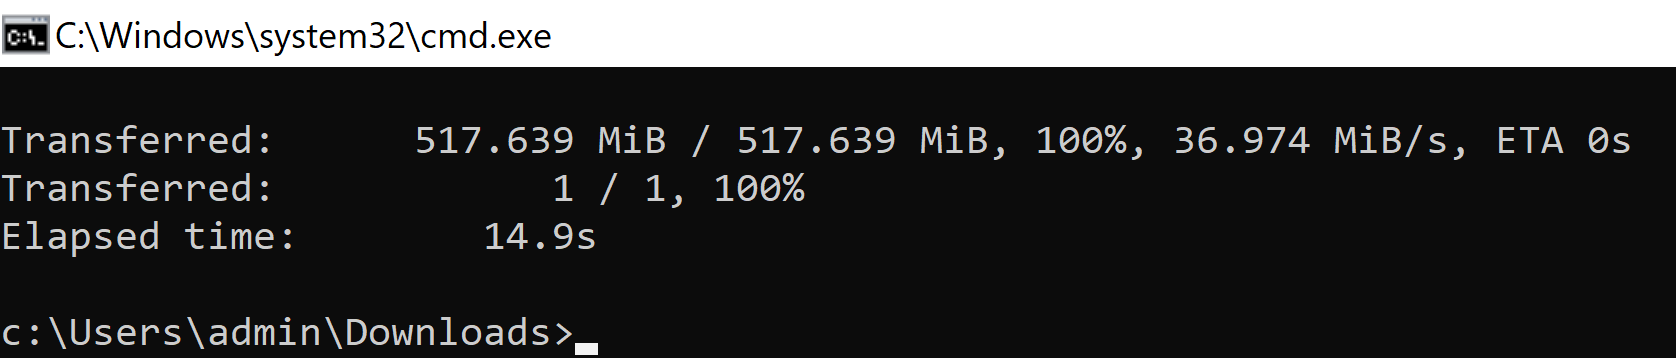 C:\Windows\system32\cmd.exe
Transferred: 517.639 MiB / 517.639 MiB, 100%, 36.974 MiB/s, ETA 0s
Transferred: 1 / 1, 100%
Elapsed time: 14.9s
c:\Users\admin\Downloads>